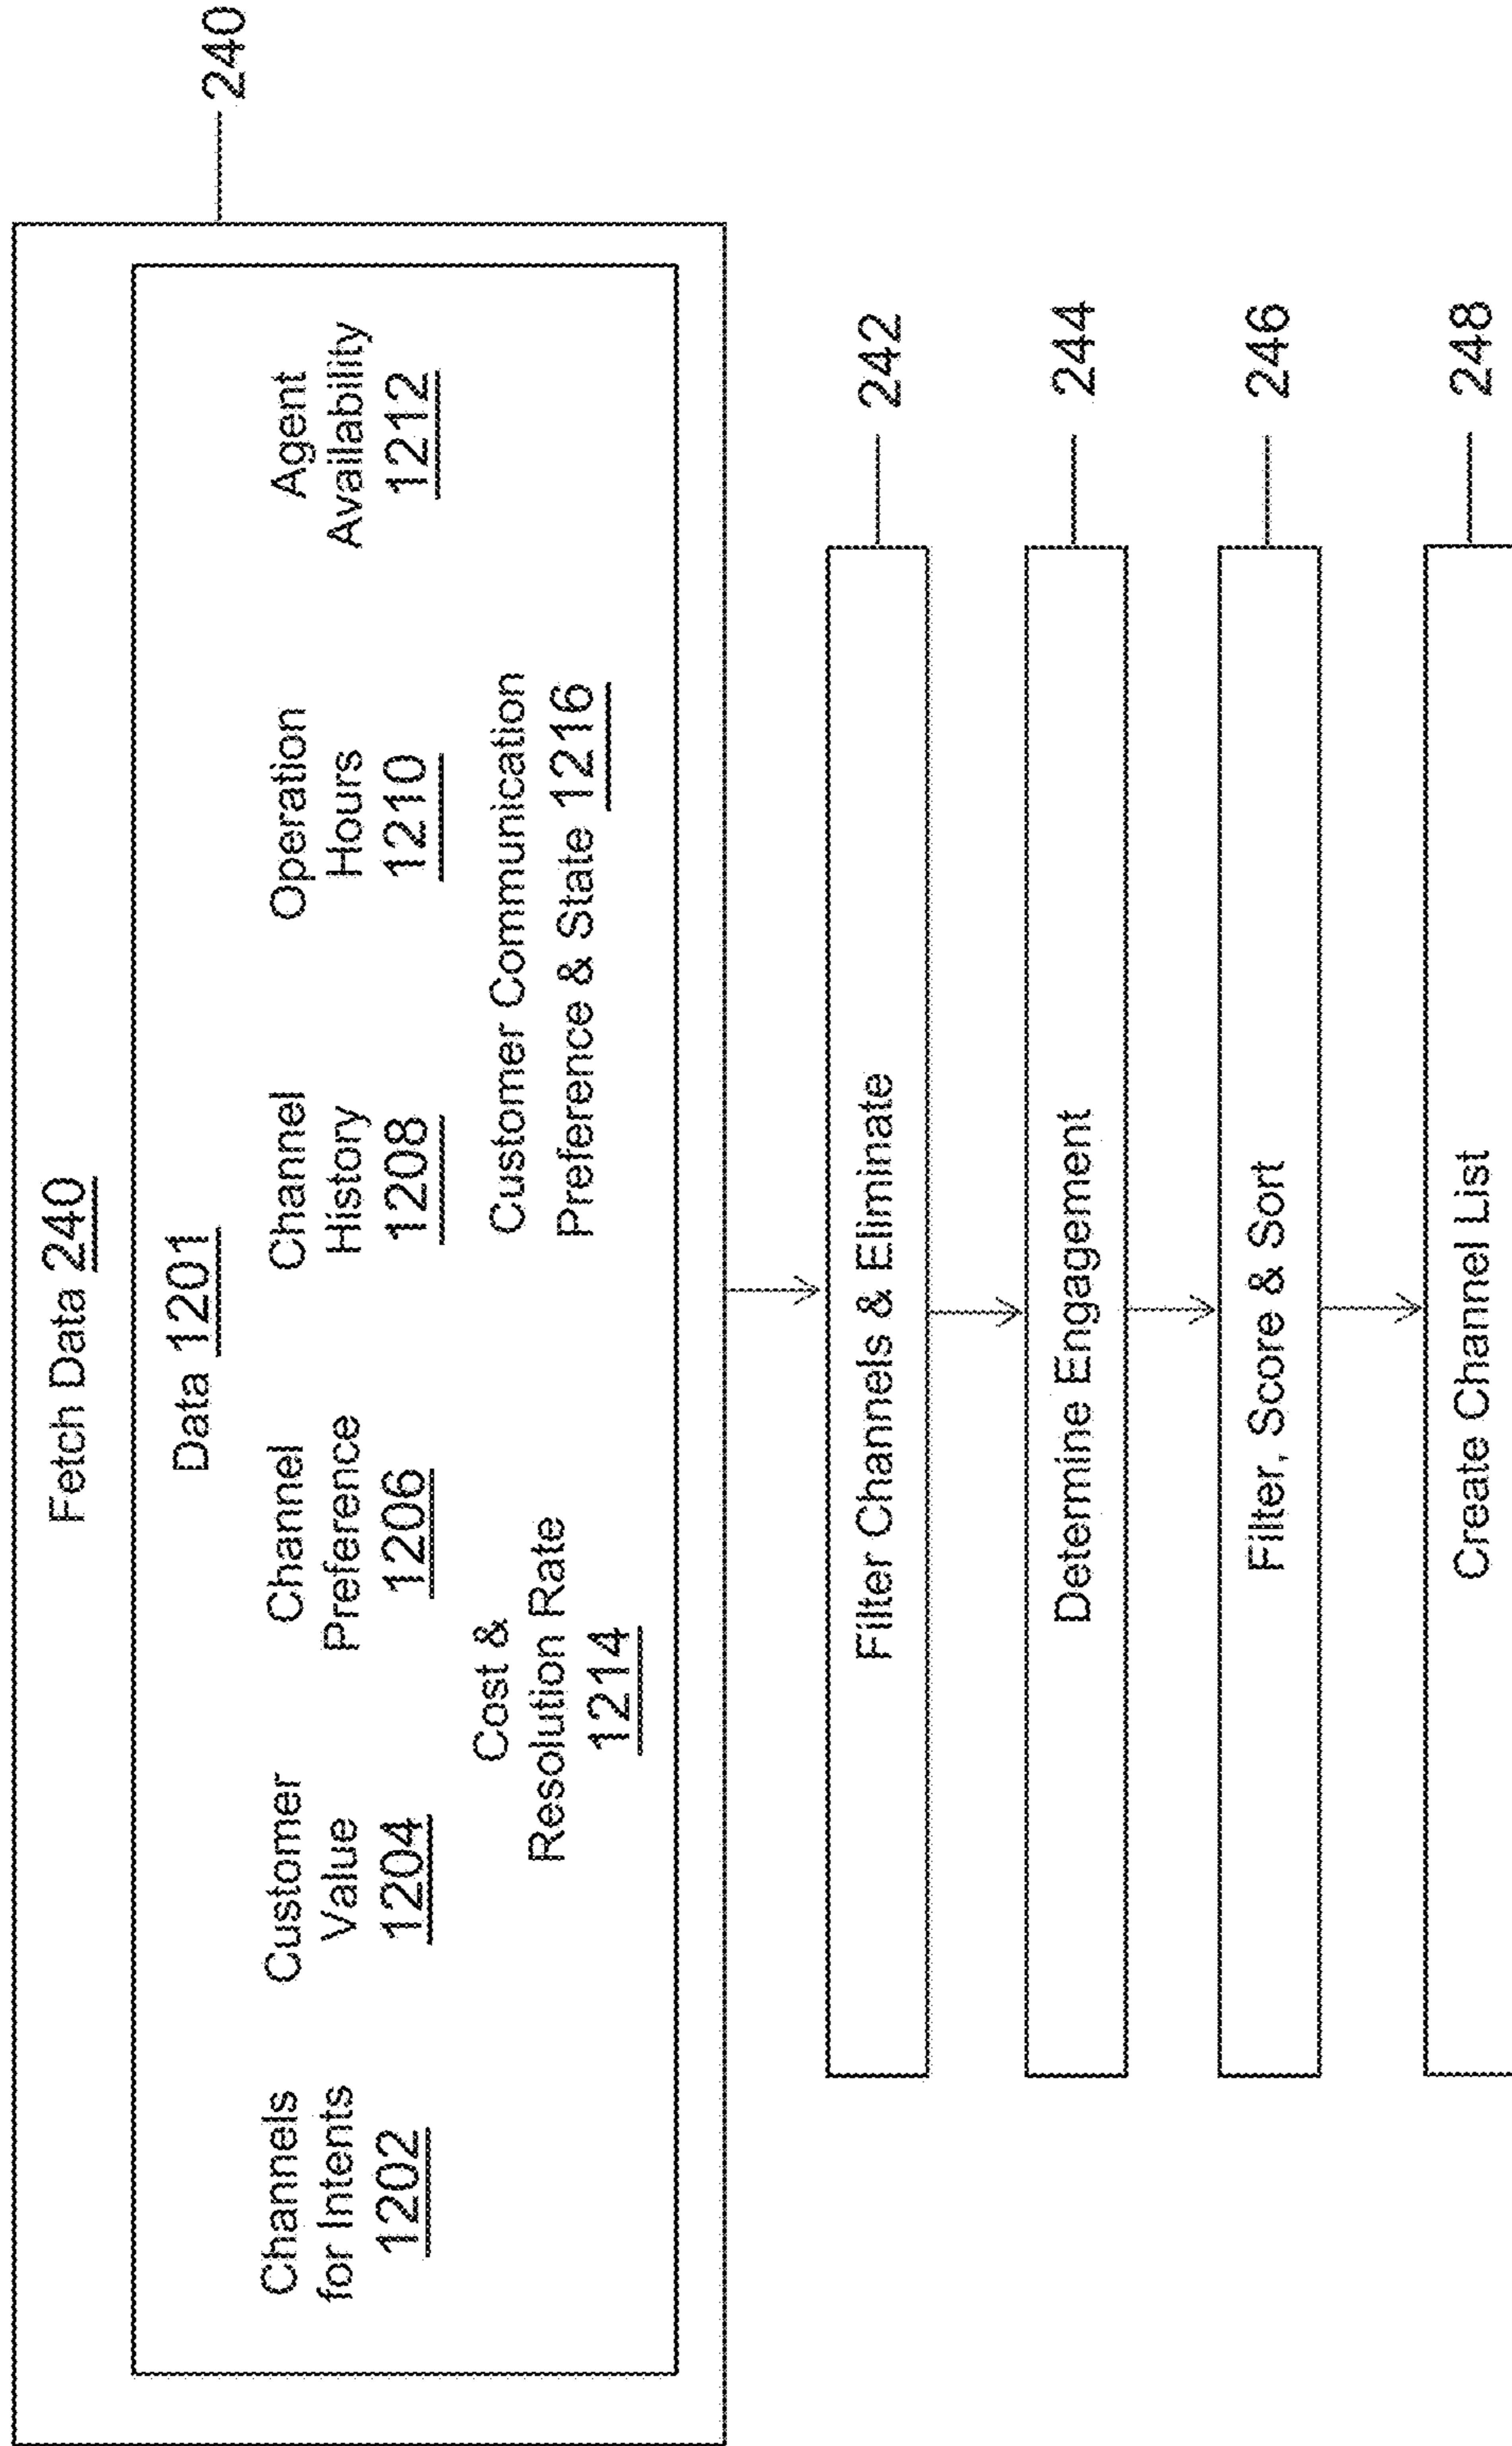 Fetch Data 240
240
Data 1201
Channels
for Intents
1202
Customer
Value
1204
Channel
Preference
1206
Channel
History
1208
Operation
Hours
1210
Agent
Availability
1212
Cost &
Resolution Rate
1214
Customer Communication
Preference & State 1216
Filter Channels & Eliminate
242
Determine Engagement
244
Filter, Score & Sort
246
Create Channel List
248